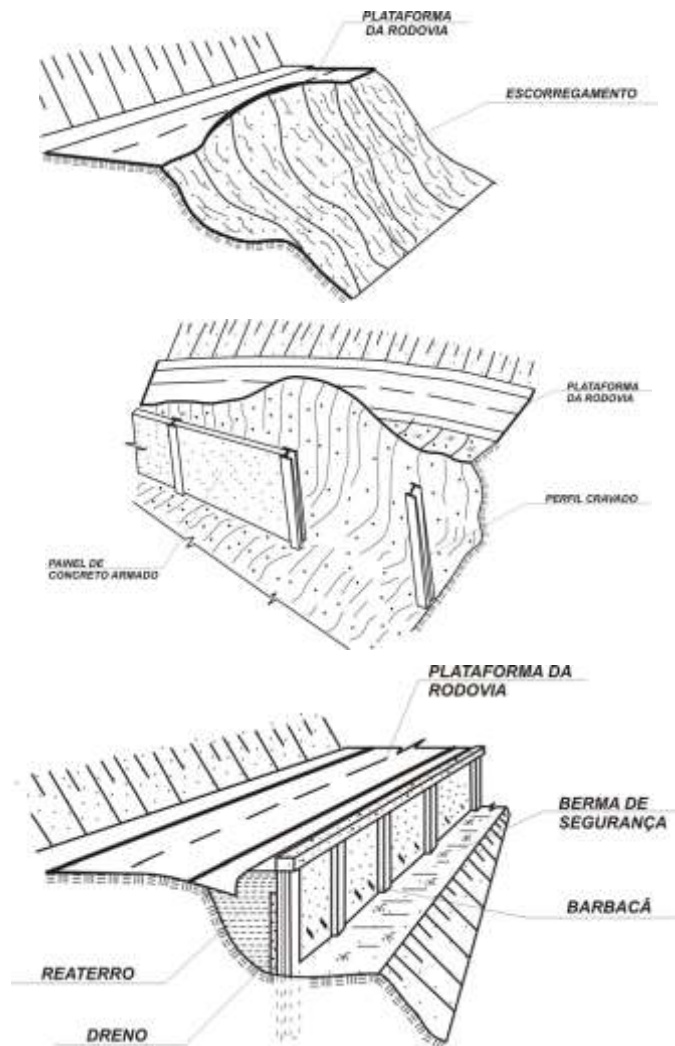 PLATAFORMA
DA RODOVIA
ESCORREGAMENTO
PLATAFORMA
DA RODOVIA
PERFIL CRAVADO
PAINEL DE
CONCRETO ARMADO
PLATAFORMA DA
RODOVIA
BERMA DE
SEGURANÇA
BARBACÃ
REATERRO
DRENO